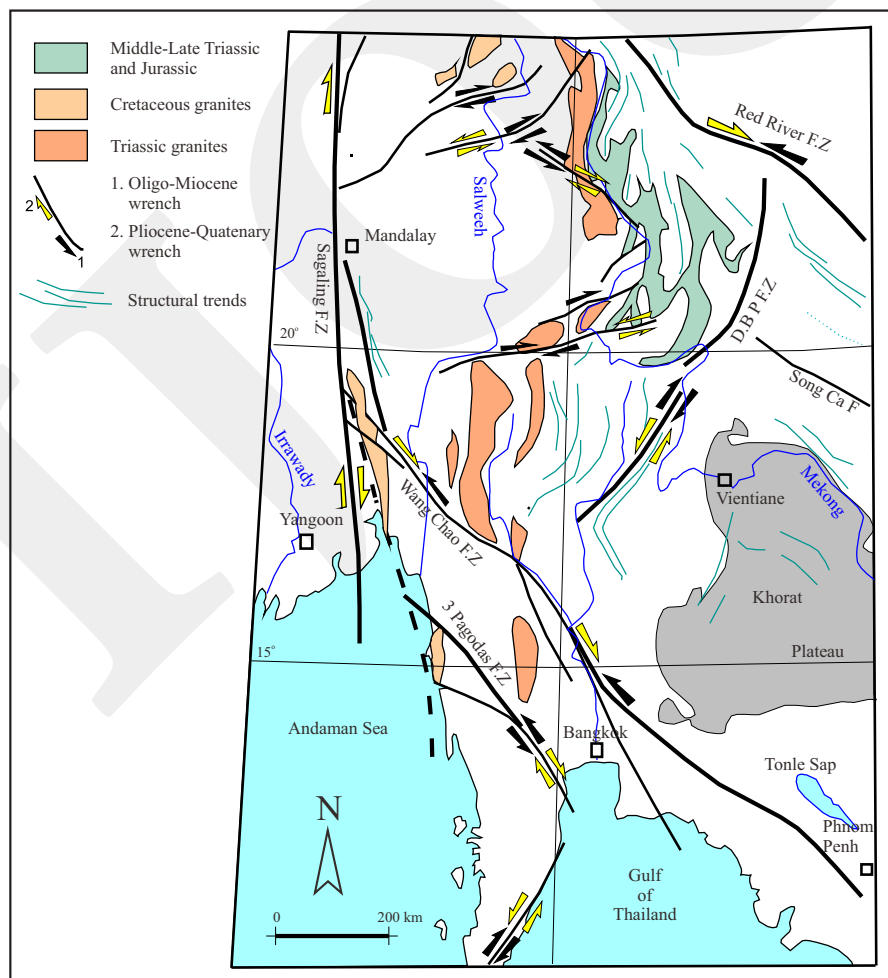 Middle-Late Triassic
and Jurassic
Cretaceous granites
Triassic granites
1. Oligo-Miocene
wrench
2. Pliocene-Quatenary
wrench
2
1
Structural trends
Red River F.Z
Salweeh
Mandalay
Sagaling F.Z
D.B P F.Z
20°
Song Ca F
Irrawady
Mekong
Vientiane
Wang Chao F.Z
Yangoon
Khorat
3 Pagodas F.Z
15°
Plateau
Andaman Sea
Bangkok
Tonle Sap
N
Phnom
Penh
Gulf
of
Thailand
0
200 km